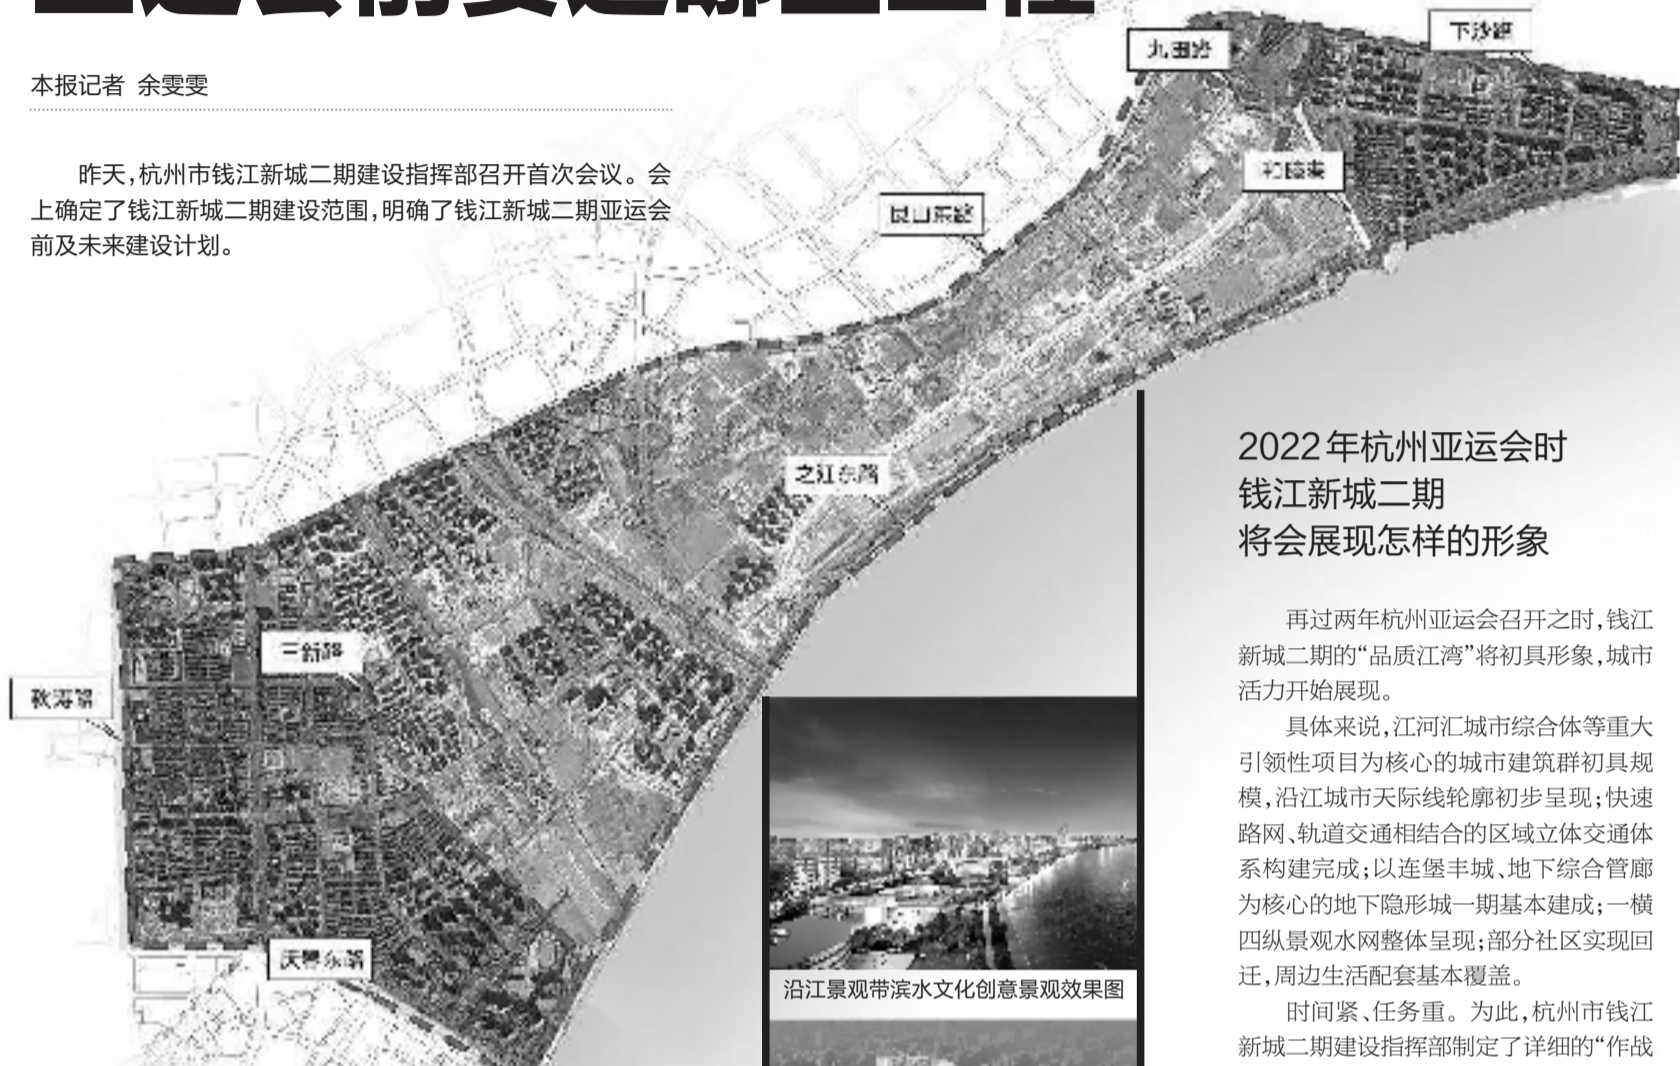 本报记者 余雯雯
昨天,杭州市钱江新城二期建设指挥部召开首次会议。会
上确定了钱江新城二期建设范围,明确了钱江新城二期亚运会
前及未来建设计划。
下沙路
艮山东路
之江东路
三新路
秋涛路
庆春东路
沿江景观带滨水文化创意景观效果图
2022年杭州亚运会时
钱江新城二期
将会展现怎样的形象
再过两年杭州亚运会召开之时,钱江
新城二期的“品质江湾”将初具形象,城市
活力开始展现。
具体来说,江河汇城市综合体等重大
引领性项目为核心的城市建筑群初具规
模,沿江城市天际线轮廓初步呈现;快速
路网、轨道交通相结合的区域立体交通体
系构建完成;以连堡丰城、地下综合管廊
为核心的地下隐形城一期基本建成;一横
四纵景观水网整体呈现;部分社区实现回
迁,周边生活配套基本覆盖。
时间紧、任务重。为此,杭州市钱江
新城二期建设指挥部制定了详细的“作战